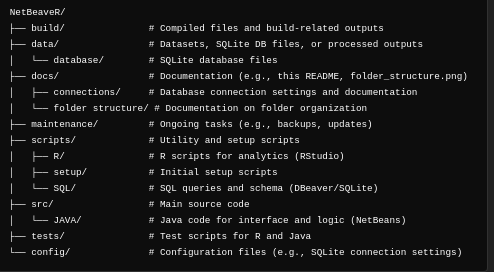 NetBeaveR/
├── build/               # Compiled files and build-related outputs
├── data/                # Datasets, SQLite DB files, or processed outputs
│   └── database/        # SQLite database files
├── docs/                # Documentation (e.g., this README, folder_structure.png)
│   ├── connections/     # Database connection settings and documentation
│   └── folder structure/ # Documentation on folder organization
├── maintenance/         # Ongoing tasks (e.g., backups, updates)
├── scripts/             # Utility and setup scripts
│   ├── R/               # R scripts for analytics (RStudio)
│   ├── setup/           # Initial setup scripts
│   └── SQL/             # SQL queries and schema (DBeaver/SQLite)
├── src/                 # Main source code
│   └── JAVA/            # Java code for interface and logic (NetBeans)
├── tests/               # Test scripts for R and Java
└── config/              # Configuration files (e.g., SQLite connection settings)